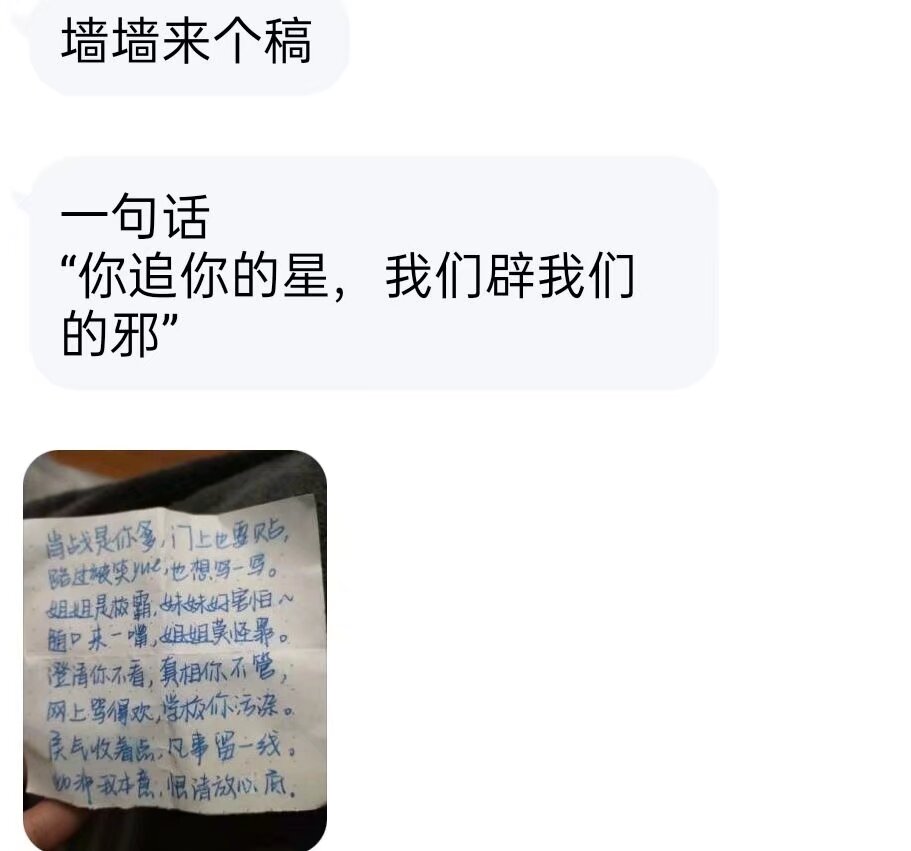 墙墙来个稿
一句话
“你追你的星，我们辟我们
的邪”
肖战是你爹，门上也要贴，
路过被笑yue，也想写一写。
姐姐是校霸，妹妹好害怕～
随口来一嘴，姐姐莫怪罪。
澄清你不看，真相你不管，
网上骂得欢，学校你污染。
戾气收着点，凡事留一线。
劝邪我本意，恨请放心底。